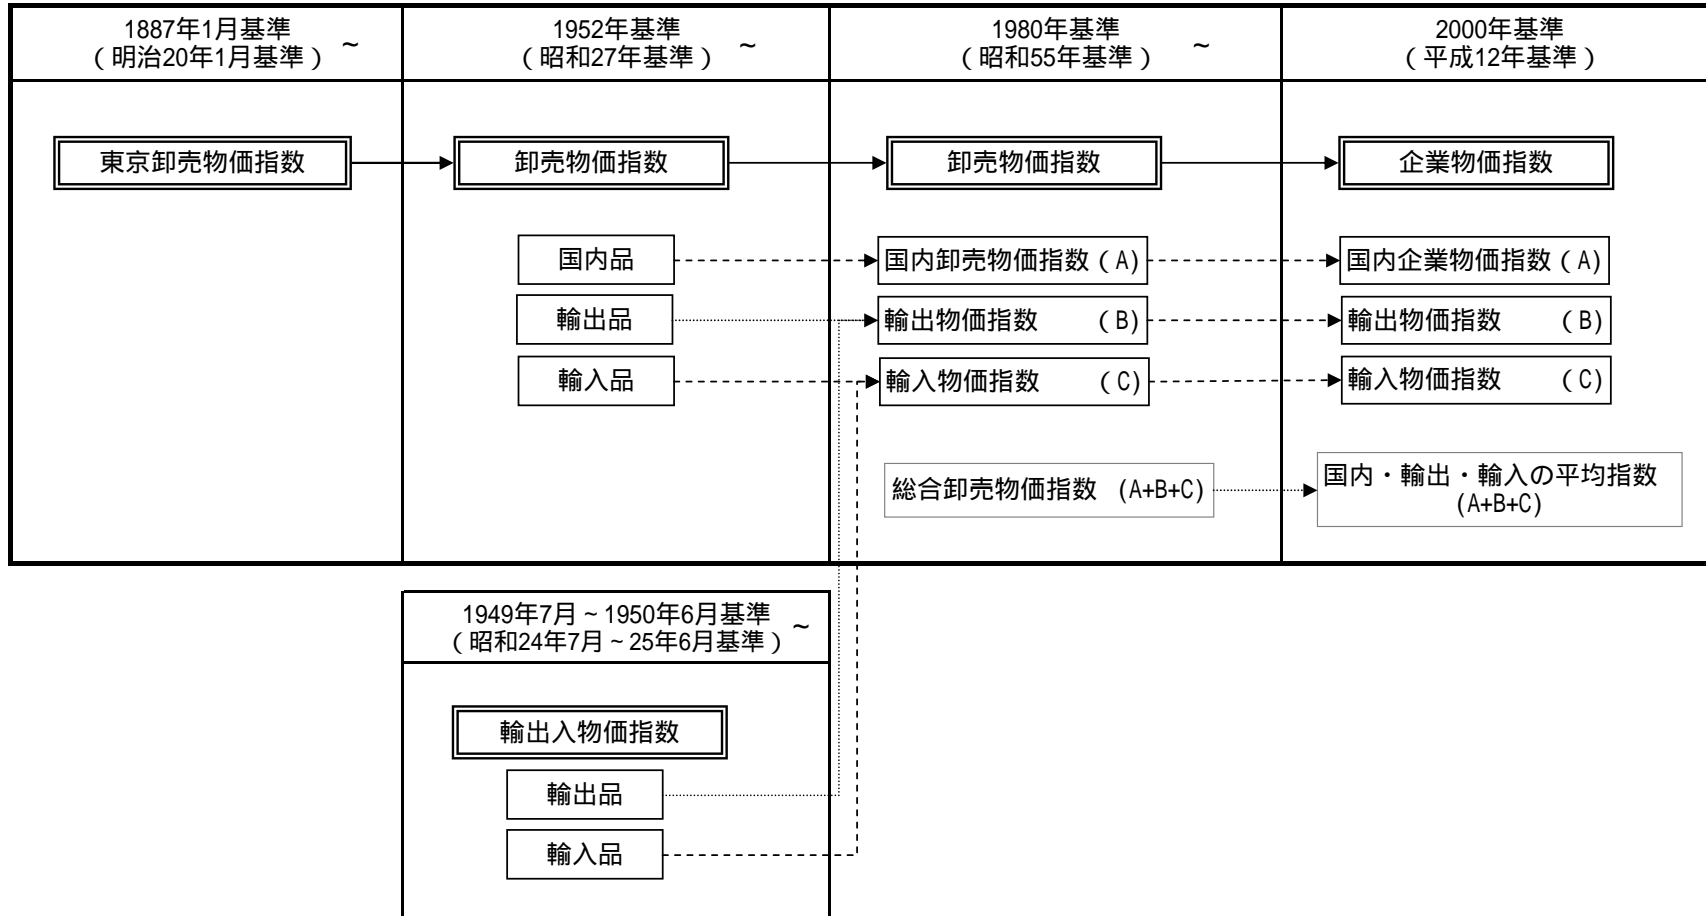 1887年1月基準
（明治20年1月基準） ～
1952年基準
（昭和27年基準） ～
1980年基準
（昭和55年基準） ～
2000年基準
（平成12年基準）
東京卸売物価指数
卸売物価指数
卸売物価指数
企業物価指数
国内品
国内卸売物価指数（A）
国内企業物価指数（A）
輸出品
輸出物価指数 （B）
輸出物価指数 （B）
輸入品
輸入物価指数 （C）
輸入物価指数 （C）
総合卸売物価指数 （A+B+C）
国内・輸出・輸入の平均指数
（A+B+C）
1949年7月～1950年6月基準
（昭和24年7月～25年6月基準） ～
輸出入物価指数
輸出品
輸入品